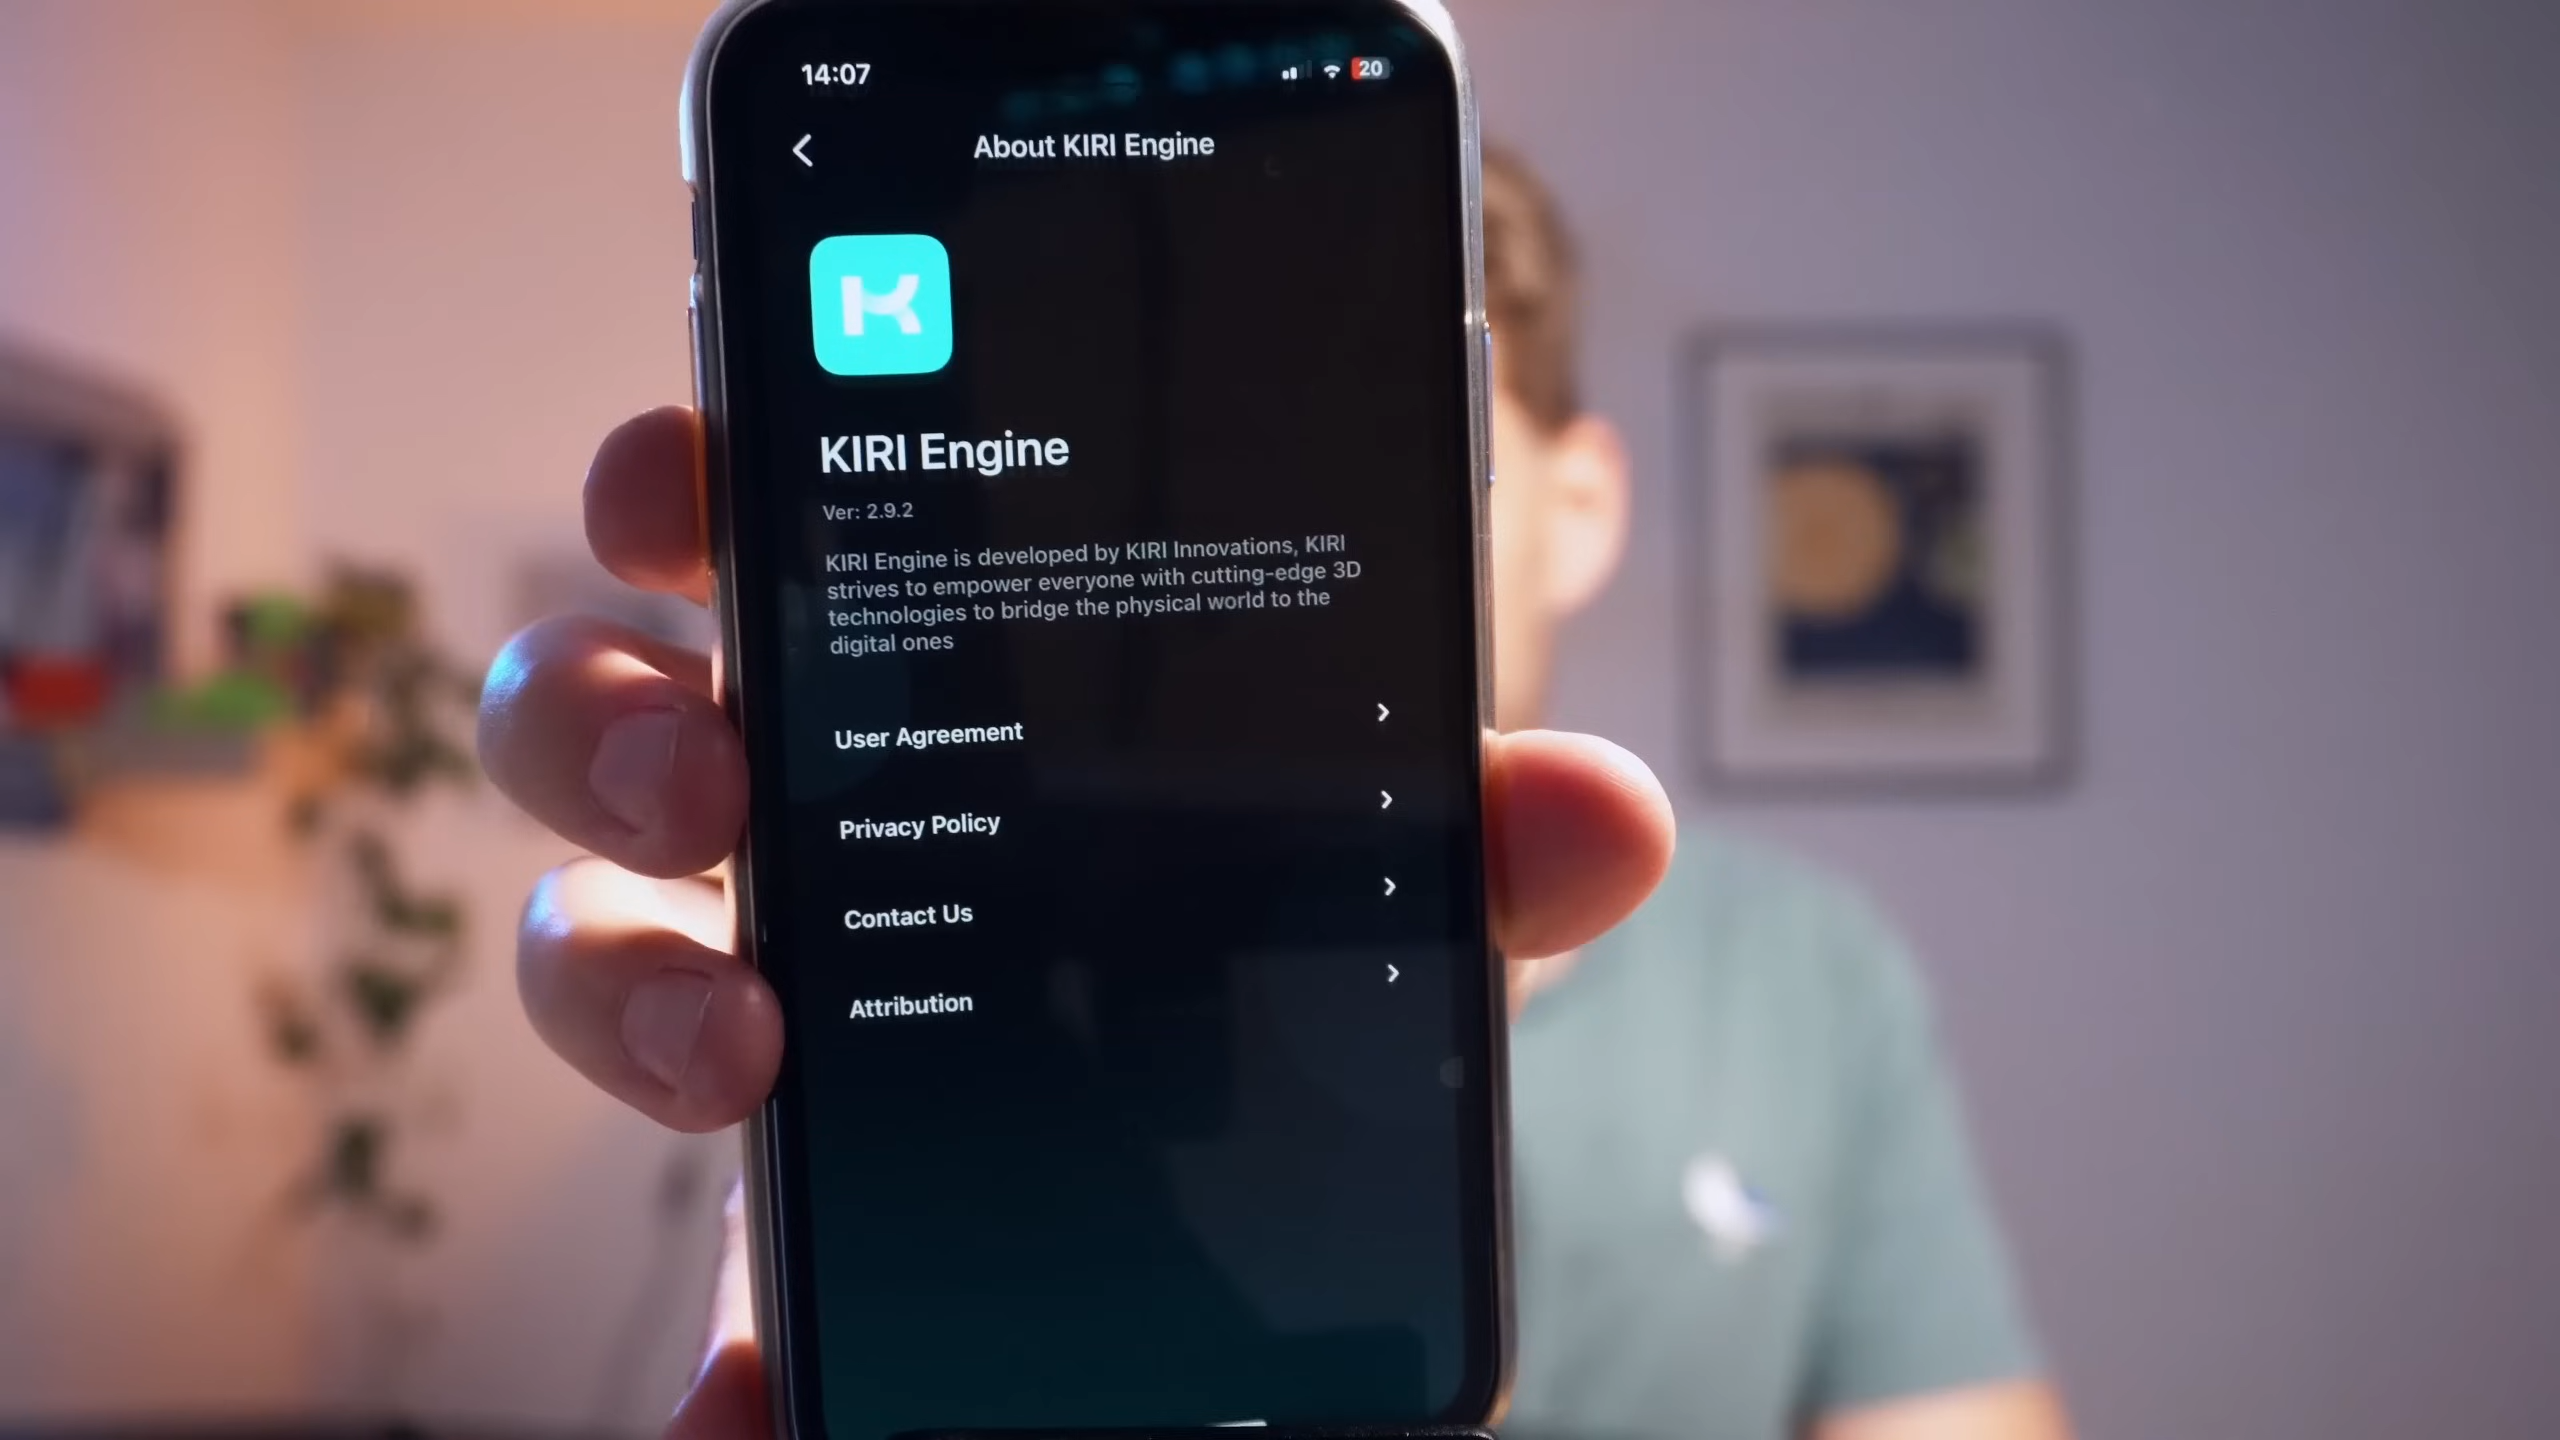 14:07
20
About KIRI Engine
K
KIRI Engine
Ver: 2.9.2
KIRI Engine is developed by KIRI Innovations, KIRI
strives to empower everyone with cutting-edge 3D
technologies to bridge the physical world to the
digital ones
User Agreement
Privacy Policy
Contact Us
Attribution